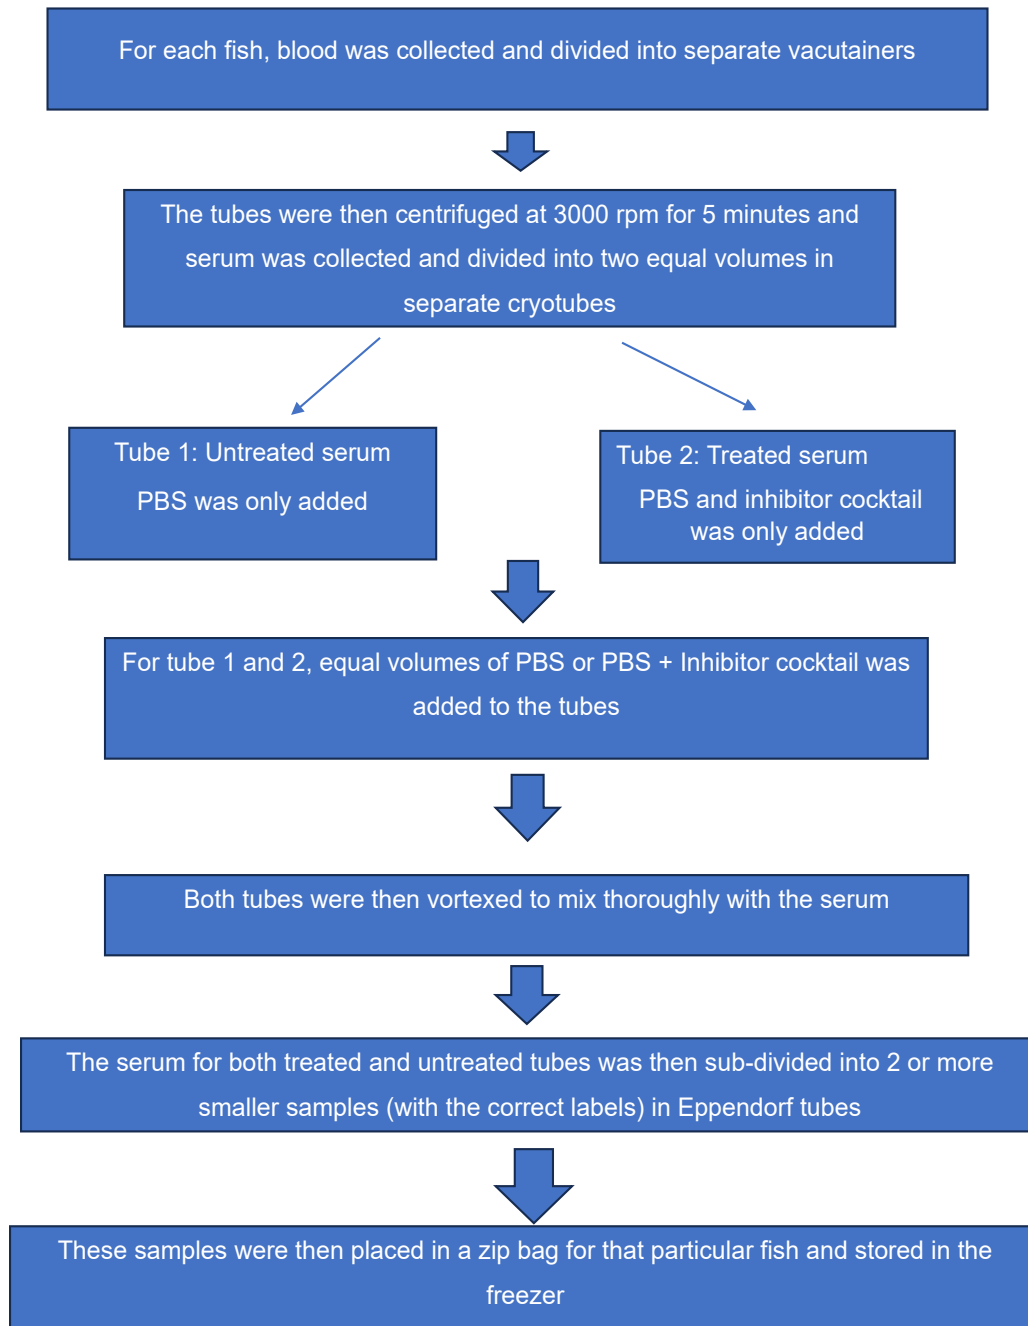 For each fish, blood was collected and divided into separate vacutainers
The tubes were then centrifuged at 3000 rpm for 5 minutes and
serum was collected and divided into two equal volumes in
separate cryotubes
Tube 1: Untreated serum
PBS was only added
Tube 2: Treated serum
PBS and inhibitor cocktail
was only added
For tube 1 and 2, equal volumes of PBS or PBS + Inhibitor cocktail was
added to the tubes
Both tubes were then vortexed to mix thoroughly with the serum
The serum for both treated and untreated tubes was then sub-divided into 2 or more
smaller samples (with the correct labels) in Eppendorf tubes
These samples were then placed in a zip bag for that particular fish and stored in the
freezer